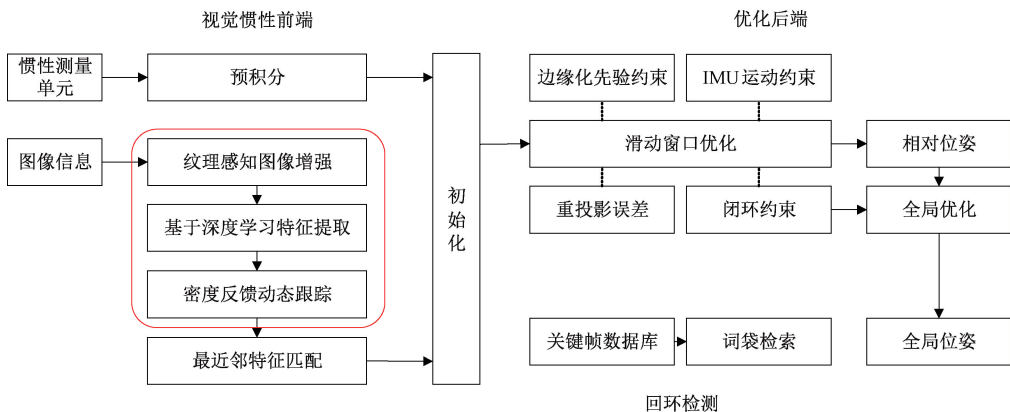 视觉惯性前端
优化后端
惯性测量
单元
预积分
边缘化先验约束
IMU运动约束
图像信息
纹理感知图像增强
滑动窗口优化
相对位姿
基于深度学习特征提取
初始化
重投影误差
闭环约束
全局优化
密度反馈动态跟踪
最近邻特征匹配
关键帧数据库
词袋检索
全局位姿
回环检测